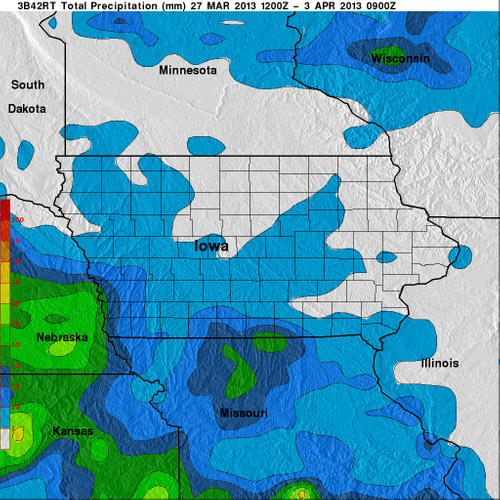 3B42RT Total Precipitation (mm) 27 MAR 2013 1200Z – 3 APR 2013 0900Z
Minnesota
Wisconsin
South
Dakota
Iowa
Nebraska
Illinois
Missouri
Kansas